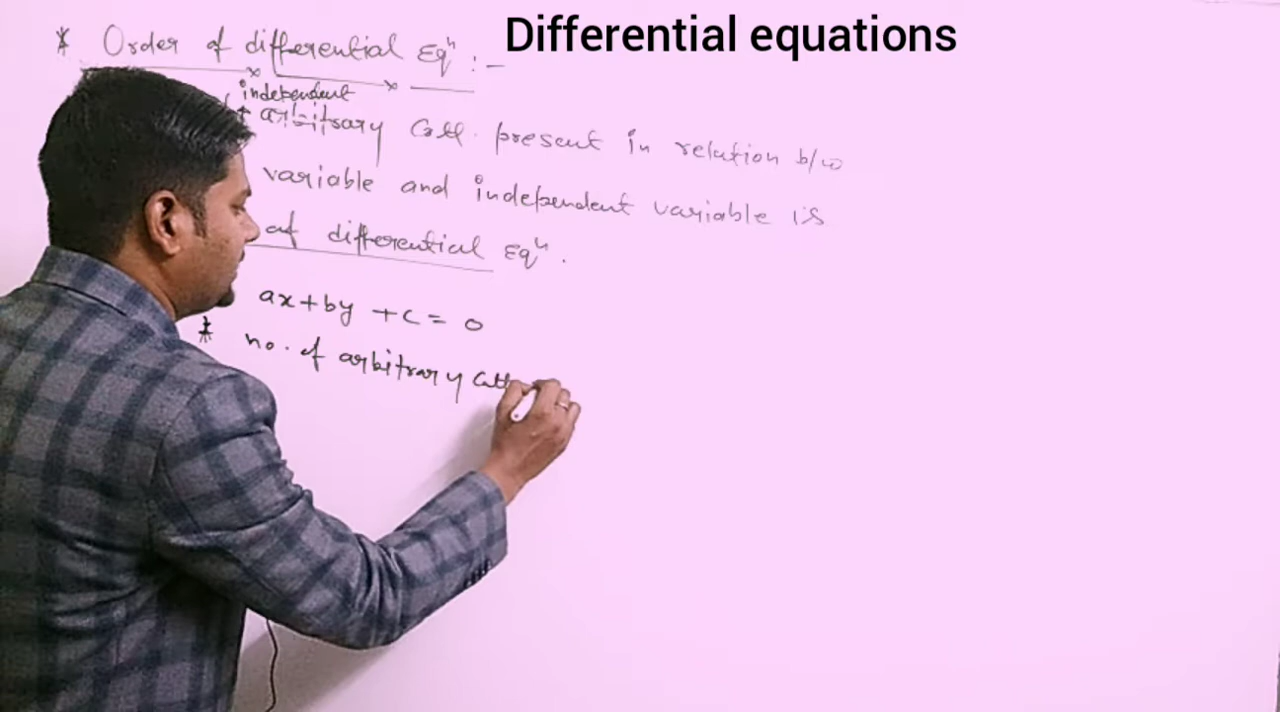 Differential equations
* Order of differential Eqⁿ : –
independent
arbitrary present in relation b/w
variable and independent variable is
of differential Eqⁿ.
ax+by +c = 0
* no. of arbitrary